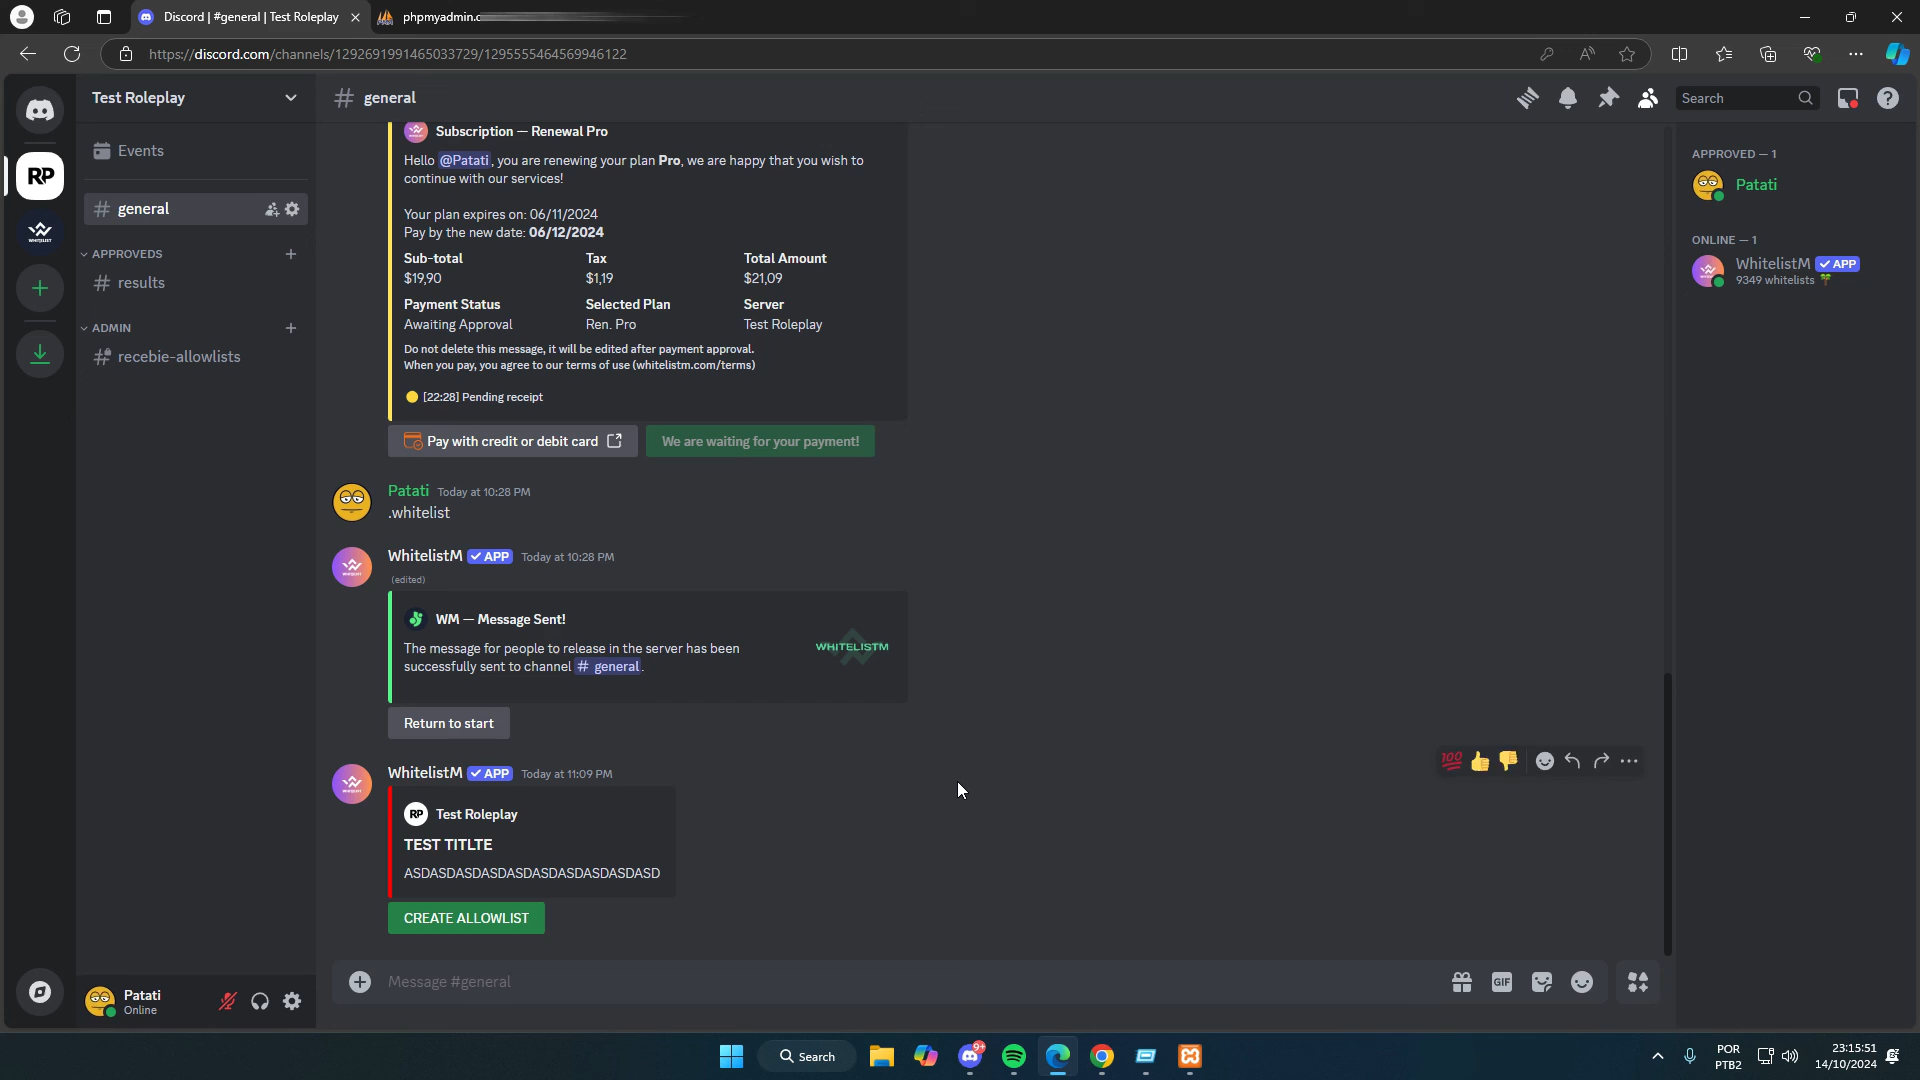 Discord | #general | Test Roleplay
phpmyadmin.c
https://discord.com/channels/1292691991465033729/1295555464569946122
Test Roleplay
general
Search
Events
general
APPROVEDS
results
ADMIN
recebie-allowlists
Subscription — Renewal Pro
Hello @Patati, you are renewing your plan Pro, we are happy that you wish to
continue with our services!
Your plan expires on: 06/11/2024
Pay by the new date: 06/12/2024
Sub-total Tax Total Amount
$19,90 $1,19 $21,09
Payment Status Selected Plan Server
Awaiting Approval Ren. Pro Test Roleplay
Do not delete this message, it will be edited after payment approval.
When you pay, you agree to our terms of use (whitelistm.com/terms)
[22:28] Pending receipt
Pay with credit or debit card We are waiting for your payment!
Patati Today at 10:28 PM
.whitelist
WhitelistM APP Today at 10:28 PM
(edited)
WM — Message Sent!
The message for people to release in the server has been
successfully sent to channel # general.
WHITELISTM
Return to start
WhitelistM APP Today at 11:09 PM
RP Test Roleplay
TEST TITLTE
ASDASDASDASDASDASDASDASDASDASD
CREATE ALLOWLIST
Message #general
GIF
APPROVED — 1
Patati
ONLINE — 1
WhitelistM APP
9349 whitelists
RP
Patati
Online
Search
9+
POR
PTB2
23:15:51
14/10/2024